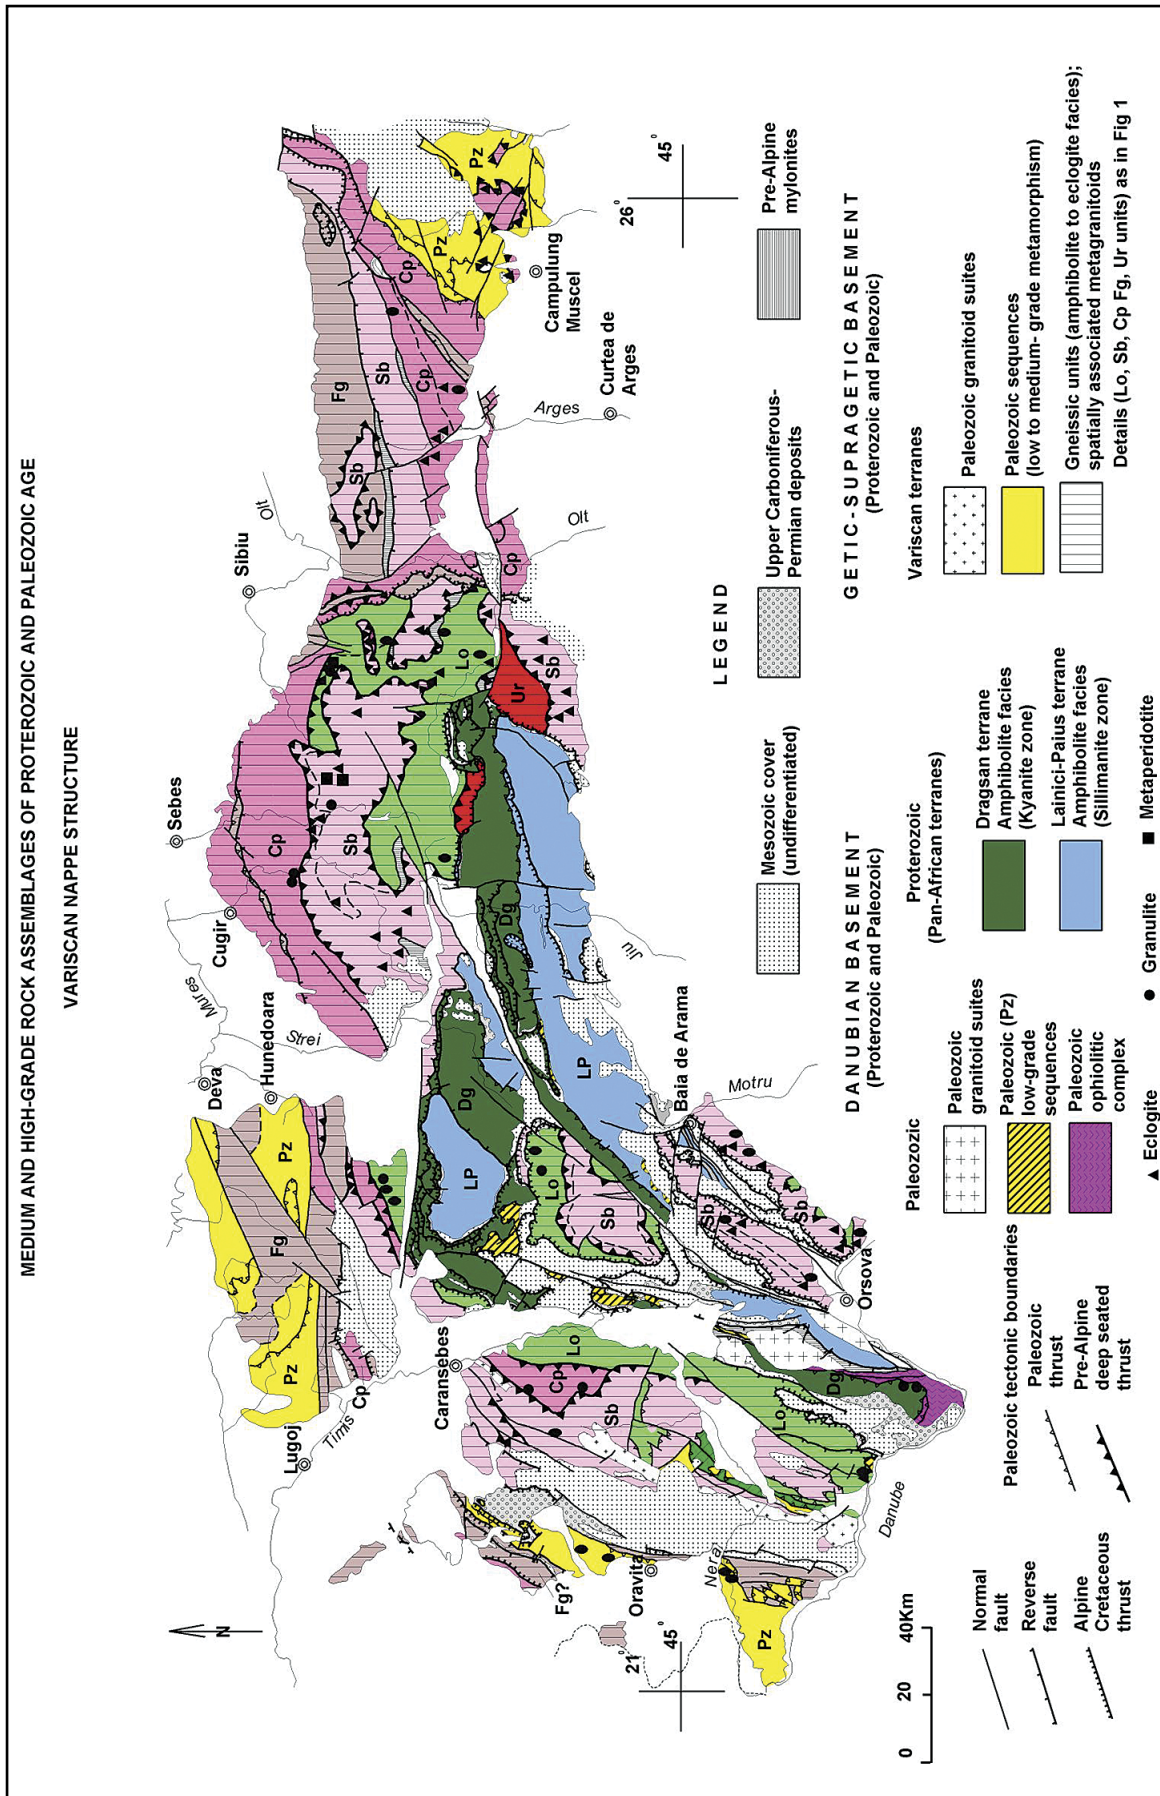 MEDIUM AND HIGH-GRADE ROCK ASSEMBLAGES OF PROTEROZOIC AND PALEOZOIC AGE
VARISCAN NAPPE STRUCTURE
N
Lugoj
Timis
Deva
Hunedoara
Mures
Strei
Cugir
Sebes
Sibiu
Olt
Pz
Fg
Pz
Cp
Caransebes
Fg?
Oravita
Nera
Pz
Danube
Orsova
Baia de Arama
Motru
Jiu
Olt
Arges
Curtea de
Arges
Campulung
Muscel
Cp
Sb
Lo
Lo
Dg
LP
Dg
Lo
Sb
Sb
Sb
LP
Dg
Cp
Sb
Lo
Ur
Sb
Cp
Fg
Sb
Sb
Cp
Cp
Pz
Pz
21°
45°
26°
45°
0 20 40Km
LEGEND
Mesozoic cover
(undifferentiated)
Upper Carboniferous-
Permian deposits
Pre-Alpine
mylonites
DANUBIAN BASEMENT
(Proterozoic and Paleozoic)
Paleozoic
Paleozoic
granitoid suites
Paleozoic (Pz)
low-grade
sequences
Paleozoic
ophiolitic
complex
Proterozoic
(Pan-African terranes)
Dragsan terrane
Amphibolite facies
(Kyanite zone)
Lainici-Paius terrane
Amphibolite facies
(Sillimanite zone)
GETIC-SUPRAGETIC BASEMENT
(Proterozoic and Paleozoic)
Variscan terranes
Paleozoic granitoid suites
Paleozoic sequences
(low to medium- grade metamorphism)
Gneissic units (amphibolite to eclogite facies);
spatially associated metagranitoids
Details (Lo, Sb, Cp Fg, Ur units) as in Fig 1
Normal
fault
Reverse
fault
Alpine
Cretaceous
thrust
Paleozoic tectonic boundaries
Paleozoic
thrust
Pre-Alpine
deep seated
thrust
Eclogite
Granulite
Metaperidotite